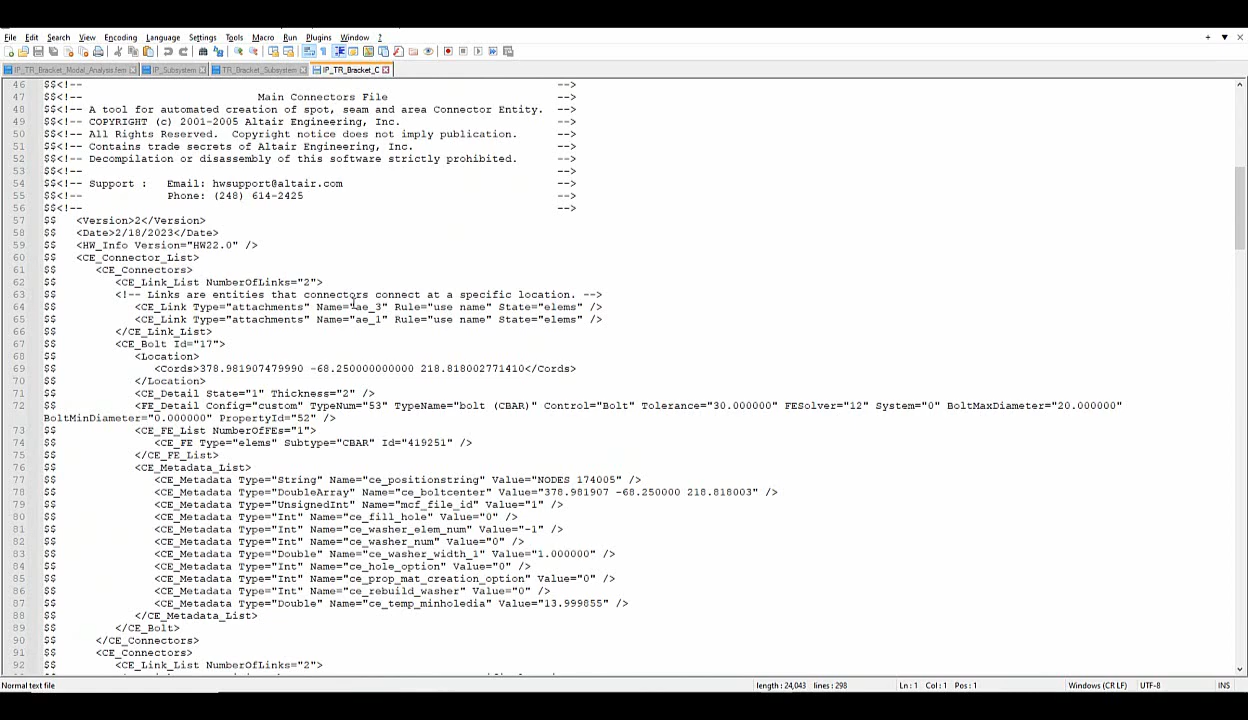 File Edit Search View Encoding Language Settings Tools Macro Run Plugins Window ?
IP_TR_Bracket_Modal_Analysis.fem IP_Subsystem TR_Bracket_Subsystem IP_TR_Bracket_C
46 $$<!-- -->
47 $$<!-- Main Connectors File -->
48 $$<!-- A tool for automated creation of spot, seam and area Connector Entity. -->
49 $$<!-- COPYRIGHT (c) 2001-2005 Altair Engineering, Inc. -->
50 $$<!-- All Rights Reserved. Copyright notice does not imply publication. -->
51 $$<!-- Contains trade secrets of Altair Engineering, Inc. -->
52 $$<!-- Decompilation or disassembly of this software strictly prohibited. -->
53 $$<!-- -->
54 $$<!-- Support : Email: hwsupport@altair.com -->
55 $$<!-- Phone: (248) 614-2425 -->
56 $$<!-- -->
57 $$ <Version>2</Version>
58 $$ <Date>2/18/2023</Date>
59 $$ <HW_Info Version="HW22.0" />
60 $$ <CE_Connector_List>
61 $$ <CE_Connectors>
62 $$ <CE_Link_List NumberOfLinks="2">
63 $$ <!-- Links are entities that connectors connect at a specific location. -->
64 $$ <CE_Link Type="attachments" Name="ae_3" Rule="use name" State="elems" />
65 $$ <CE_Link Type="attachments" Name="ae_1" Rule="use name" State="elems" />
66 $$ </CE_Link_List>
67 $$ <CE_Bolt Id="17">
68 $$ <Location>
69 $$ <Cords>378.981907479990 -68.250000000000 218.818002771410</Cords>
70 $$ </Location>
71 $$ <CE_Detail State="1" Thickness="2" />
72 $$ <FE_Detail Config="custom" TypeNum="53" TypeName="bolt (CBAR)" Control="Bolt" Tolerance="30.000000" FESolver="12" System="0" BoltMaxDiameter="20.000000"
BoltMinDiameter="0.000000" PropertyId="52" />
73 $$ <CE_FE_List NumberOfFEs="1">
74 $$ <CE_FE Type="elems" Subtype="CBAR" Id="419251" />
75 $$ </CE_FE_List>
76 $$ <CE_Metadata_List>
77 $$ <CE_Metadata Type="String" Name="ce_positionstring" Value="NODES 174005" />
78 $$ <CE_Metadata Type="DoubleArray" Name="ce_boltcenter" Value="378.981907 -68.250000 218.818003" />
79 $$ <CE_Metadata Type="UnsignedInt" Name="mcf_file_id" Value="1" />
80 $$ <CE_Metadata Type="Int" Name="ce_fill_hole" Value="0" />
81 $$ <CE_Metadata Type="Int" Name="ce_washer_elem_num" Value="-1" />
82 $$ <CE_Metadata Type="Int" Name="ce_washer_num" Value="0" />
83 $$ <CE_Metadata Type="Double" Name="ce_washer_width_1" Value="1.000000" />
84 $$ <CE_Metadata Type="Int" Name="ce_hole_option" Value="0" />
85 $$ <CE_Metadata Type="Int" Name="ce_prop_mat_creation_option" Value="0" />
86 $$ <CE_Metadata Type="Int" Name="ce_rebuild_washer" Value="0" />
87 $$ <CE_Metadata Type="Double" Name="ce_temp_minholedia" Value="13.999855" />
88 $$ </CE_Metadata_List>
89 $$ </CE_Bolt>
90 $$ </CE_Connectors>
91 $$ <CE_Connectors>
92 $$ <CE_Link_List NumberOfLinks="2">
Normal text file length : 24,043 lines : 298 Ln : 1 Col : 1 Pos : 1 Windows (CR LF) UTF-8 INS